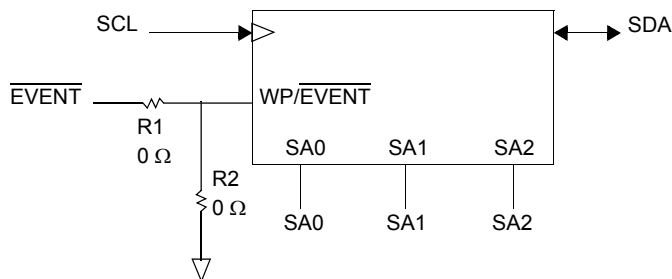 SCL
SDA
EVENT
WP/EVENT
R1
0 Ω
R2
0 Ω
SA0 SA1 SA2
SA0 SA1 SA2